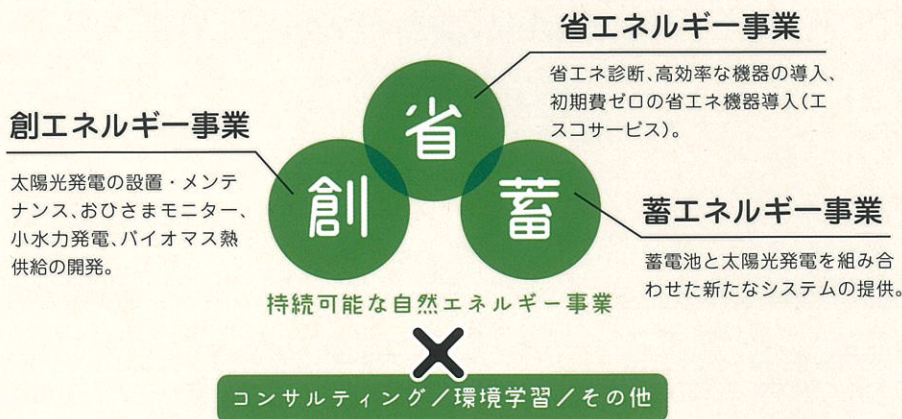 省エネルギー事業
省エネ診断、高効率な機器の導入、
初期費ゼロの省エネ機器導入(エ
スコサービス)。
省
創エネルギー事業
太陽光発電の設置・メンテ
ナンス、おひさまモニター、
小水力発電、バイオマス熱
供給の開発。
創
蓄
蓄エネルギー事業
蓄電池と太陽光発電を組み合
わせた新たなシステムの提供。
持続可能な自然エネルギー事業
×
コンサルティング/環境学習/その他